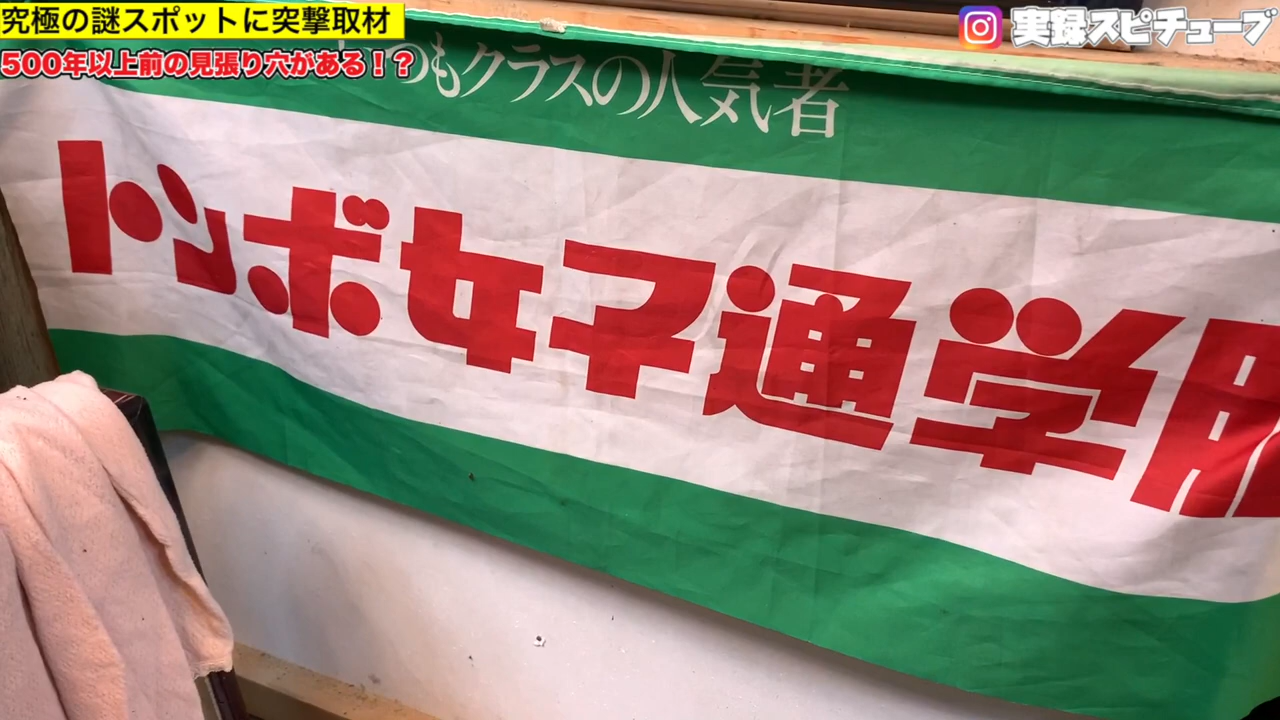 究極の謎スポットに突撃取材
500年以上前の見張り穴がある！？
実録スピチューブ
いつもクラスの人気者
トンボ女子通学服